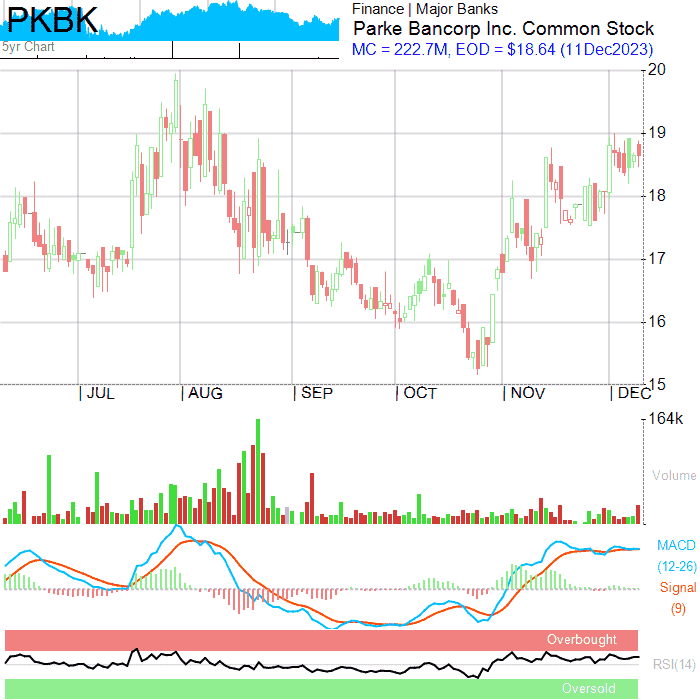 PKBK
5yr Chart
Finance | Major Banks
Parke Bancorp Inc. Common Stock
MC = 222.7M, EOD = $18.64 (11Dec2023)
20
19
18
17
16
15
JUL AUG SEP OCT NOV DEC
164k
Volume
MACD
(12-26)
Signal
(9)
Overbought
RSI(14)
Oversold